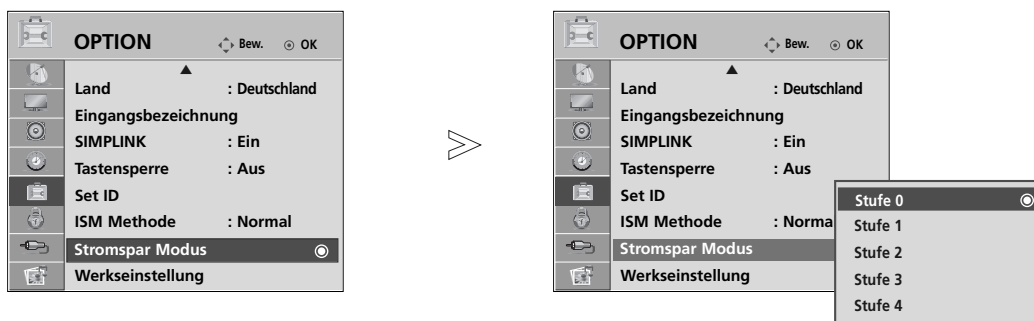 OPTION Bew. OK
Land : Deutschland
Eingangsbezeichnung
SIMPLINK : Ein
Tastensperre : Aus
Set ID
ISM Methode : Normal
Stromspar Modus
Werkseinstellung
OPTION Bew. OK
Land : Deutschland
Eingangsbezeichnung
SIMPLINK : Ein
Tastensperre : Aus
Set ID
ISM Methode : Norma
Stromspar Modus
Werkseinstellung
Stufe 0
Stufe 1
Stufe 2
Stufe 3
Stufe 4